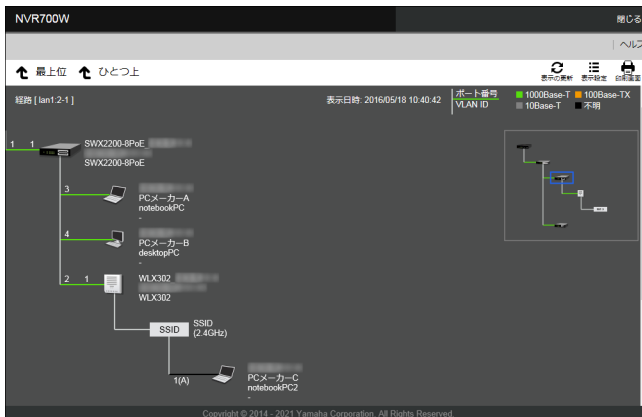 NVR700W
閉じる
ヘルプ
最上位 ひとつ上
表示の更新 表示設定 印刷画面
経路 [ lan1:2-1 ]
表示日時: 2016/05/18 10:40:42
ポート番号
VLAN ID
1000Base-T 100Base-TX
10Base-T 不明
1 1
SWX2200-8PoE
SWX2200-8PoE
3
PCメーカーA
notebookPC
-
4
PCメーカーB
desktopPC
-
2 1
WLX302
WLX302
SSID
SSID
(2.4GHz)
1(A)
PCメーカーC
notebookPC2
-
Copyright © 2014 - 2021 Yamaha Corporation. All Rights Reserved.